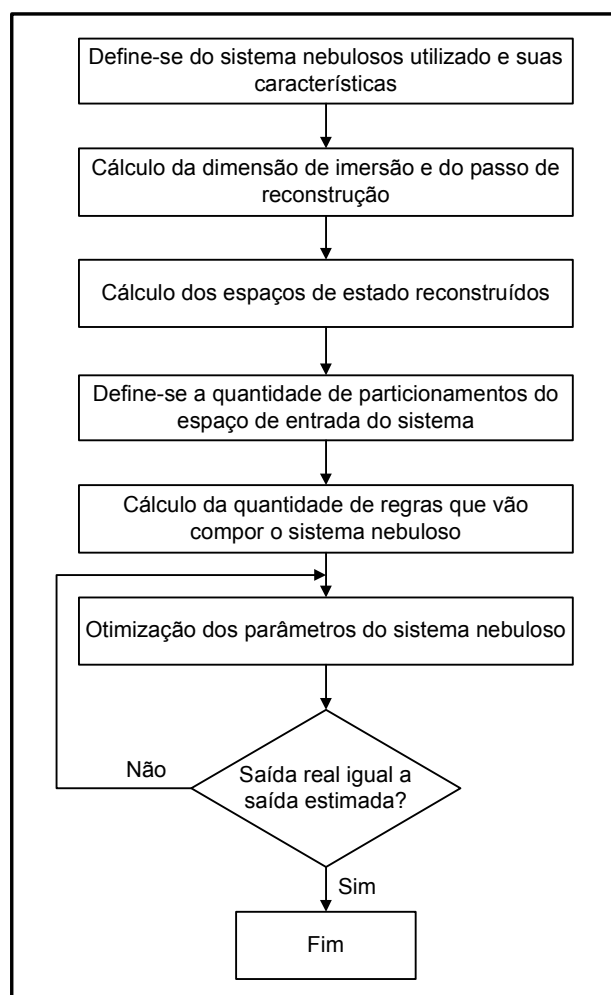 Define-se do sistema nebulosos utilizado e suas
características
Cálculo da dimensão de imersão e do passo de
reconstrução
Cálculo dos espaços de estado reconstruídos
Define-se a quantidade de particionamentos do
espaço de entrada do sistema
Cálculo da quantidade de regras que vão
compor o sistema nebuloso
Otimização dos parâmetros do sistema nebuloso
Não
Saída real igual a
saída estimada?
Sim
Fim